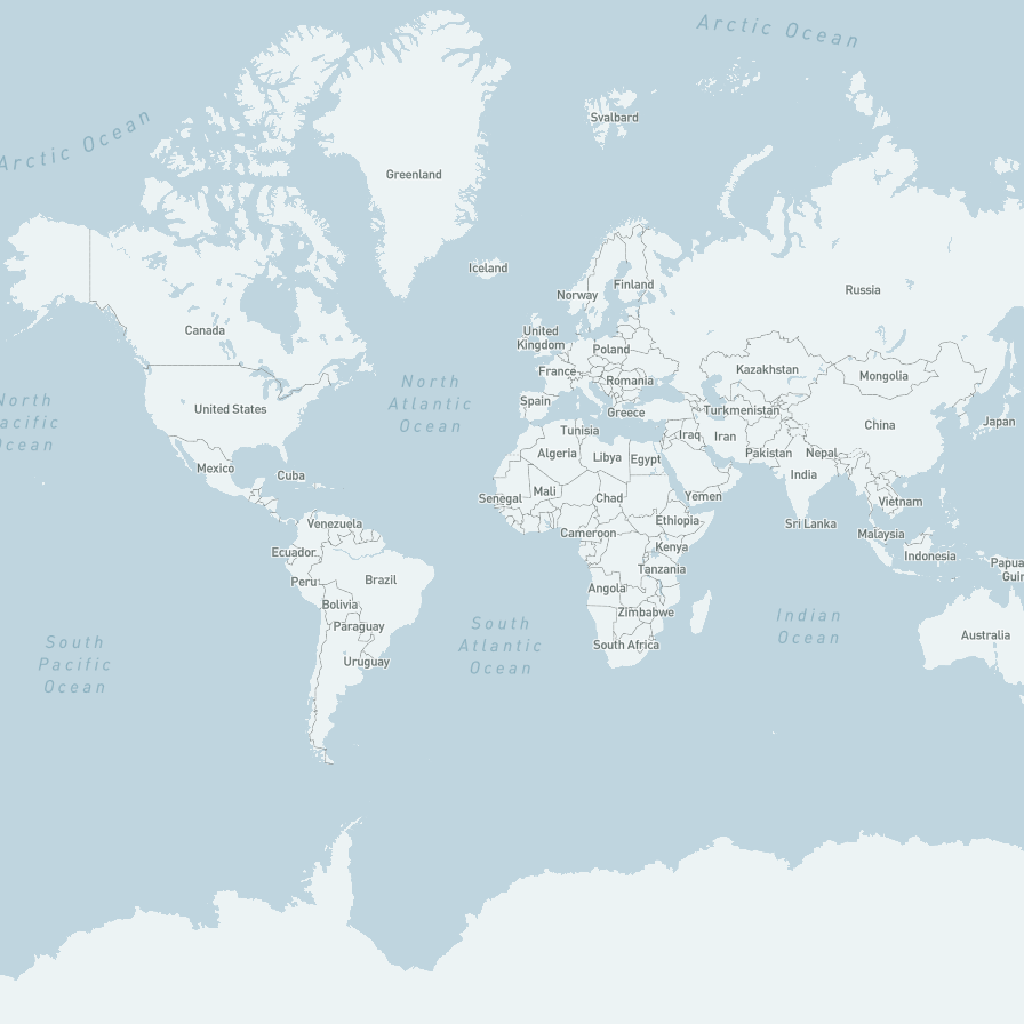 Arctic Ocean
Arctic Ocean
Svalbard
Greenland
Iceland
Norway
Finland
Russia
Canada
United
Kingdom
Poland
France
Romania
Kazakhstan
Mongolia
North
Atlantic
Ocean
North
Pacific
Ocean
United States
Spain
Greece
Turkmenistan
China
Japan
Tunisia
Iraq
Iran
Pakistan
Nepal
Mexico
Cuba
Algeria
Libya
Egypt
India
Senegal
Mali
Chad
Yemen
Vietnam
Venezuela
Cameroon
Ethiopia
Sri Lanka
Malaysia
Ecuador
Kenya
Indonesia
Papua
Guin
Peru
Brazil
Tanzania
Angola
Bolivia
Zimbabwe
Paraguay
South
Atlantic
Ocean
Indian
Ocean
South Africa
Australia
South
Pacific
Ocean
Uruguay